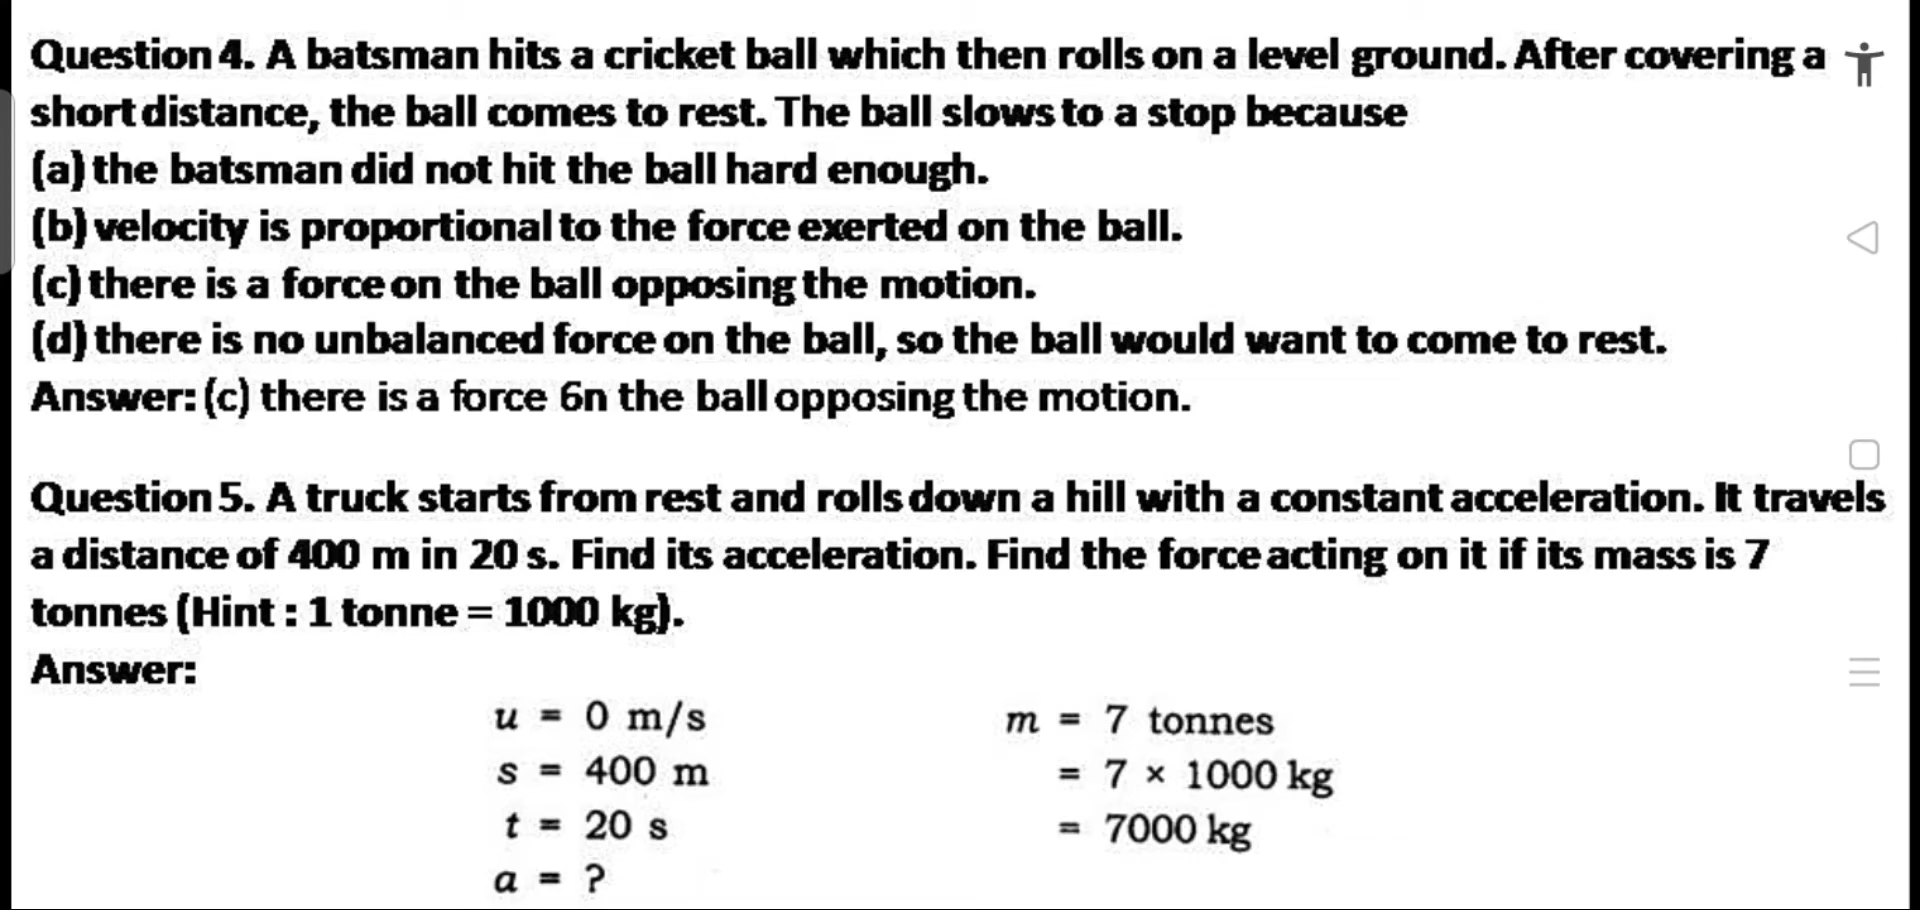 Question 4. A batsman hits a cricket ball which then rolls on a level ground. After covering a
short distance, the ball comes to rest. The ball slows to a stop because
(a) the batsman did not hit the ball hard enough.
(b) velocity is proportional to the force exerted on the ball.
(c) there is a force on the ball opposing the motion.
(d) there is no unbalanced force on the ball, so the ball would want to come to rest.
Answer: (c) there is a force 6n the ball opposing the motion.
Question 5. A truck starts from rest and rolls down a hill with a constant acceleration. It travels
a distance of 400 m in 20 s. Find its acceleration. Find the force acting on it if its mass is 7
tonnes (Hint : 1 tonne = 1000 kg).
Answer:
u = 0 m/s
s = 400 m
t = 20 s
a = ?
m = 7 tonnes
= 7 × 1000 kg
= 7000 kg